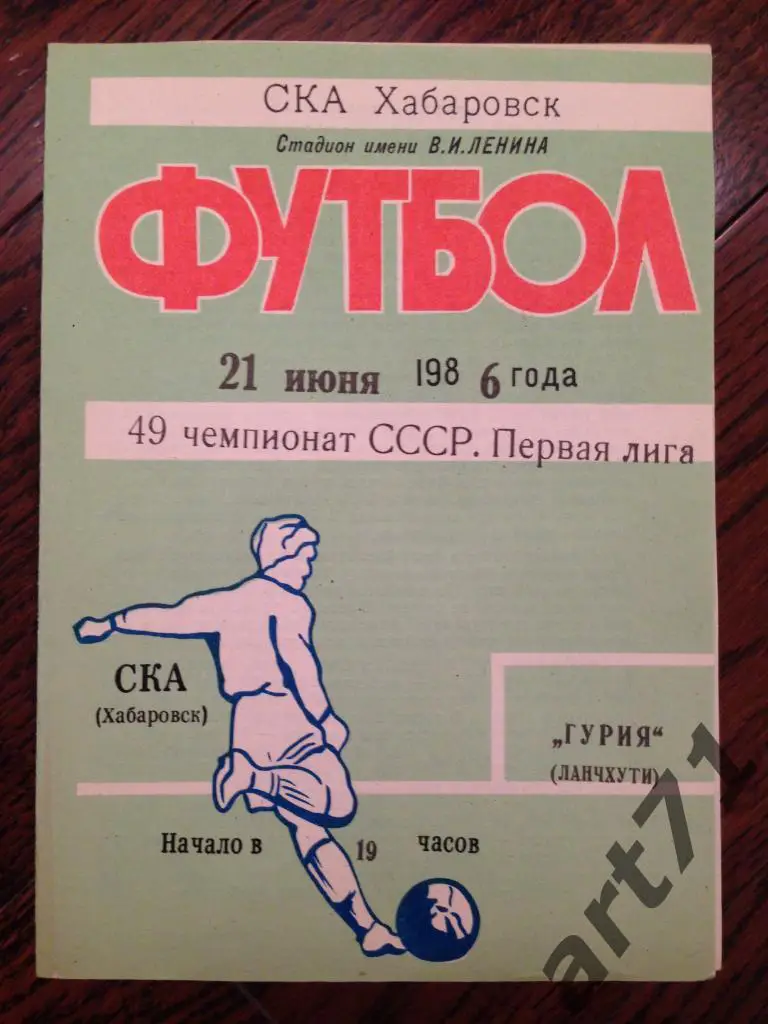 СКА Хабаровск
Стадион имени В.И.ЛЕНИНА
ФУТБОЛ
21 июня 198 6 года
49 чемпионат СССР. Первая лига
СКА
(Хабаровск)
„ГУРИЯ“
(ЛАНЧХУТИ)
Начало в 19 часов
art71